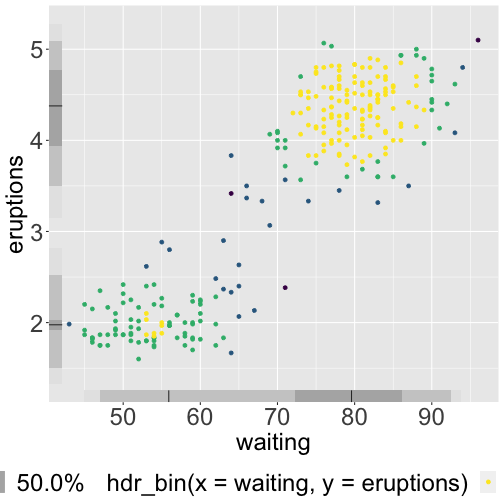 5
4
3
2
eruptions
50 60 70 80 90
waiting
50.0% hdr_bin(x = waiting, y = eruptions)